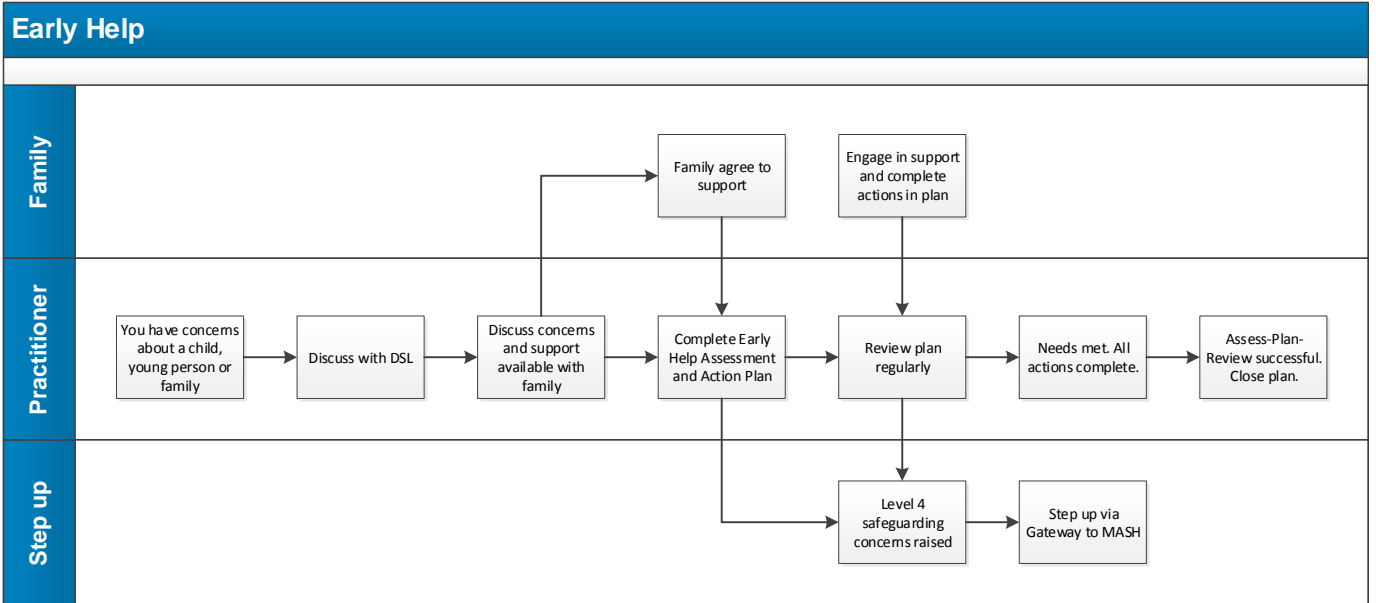 Early Help
Family
Family agree to
support
Engage in support
and complete
actions in plan
Practitioner
You have concerns
about a child,
young person or
family
Discuss with DSL
Discuss concerns
and support
available with
family
Complete Early
Help Assessment
and Action Plan
Review plan
regularly
Needs met. All
actions complete.
Assess-Plan-
Review successful.
Close plan.
Step up
Level 4
safeguarding
concerns raised
Step up via
Gateway to MASH